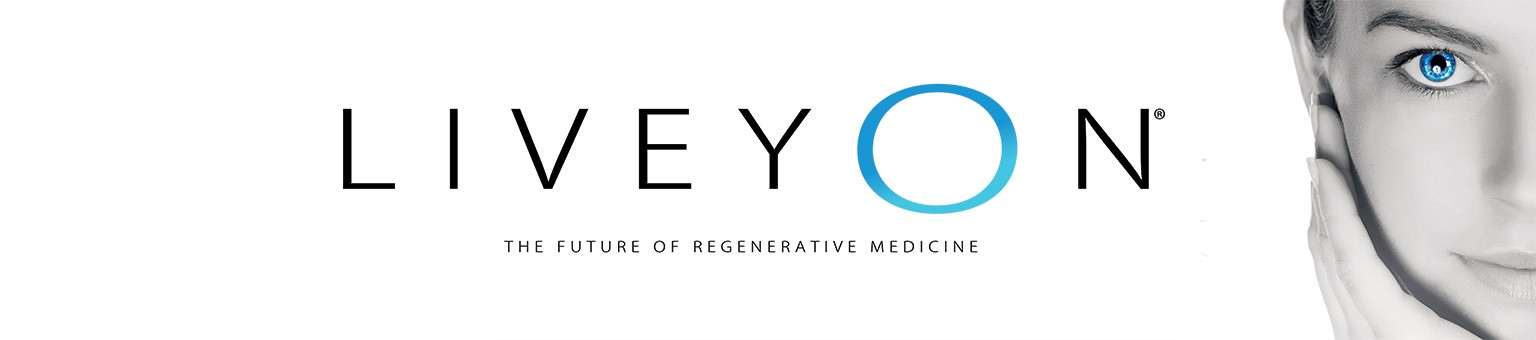 LIVEYON®
THE FUTURE OF REGENERATIVE MEDICINE